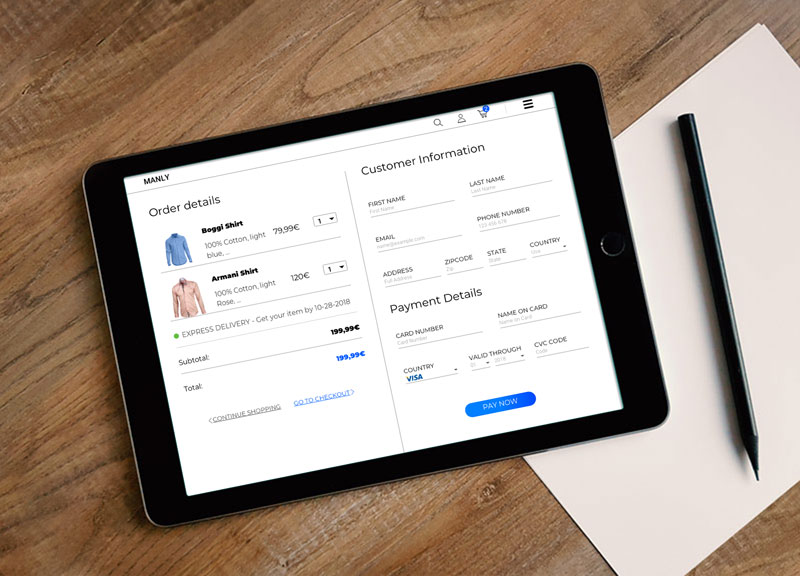 MANLY
2
Order details
Boggi Shirt
100% Cotton, light
blue, ...
79,99€
1
Armani Shirt
100% Cotton, light
Rose, ...
120€
1
EXPRESS DELIVERY - Get your item by 10-28-2018
Subtotal:
199,99€
Total:
199,99€
CONTINUE SHOPPING
GO TO CHECKOUT
Customer Information
FIRST NAME
First Name
LAST NAME
Last Name
EMAIL
name@example.com
PHONE NUMBER
123 456 678
ADDRESS
Full Address
ZIPCODE
Zip
STATE
State
COUNTRY
Payment Details
CARD NUMBER
Card Number
NAME ON CARD
Name on Card
COUNTRY
VISA
VALID THROUGH
01
2018
CVC CODE
Code
PAY NOW